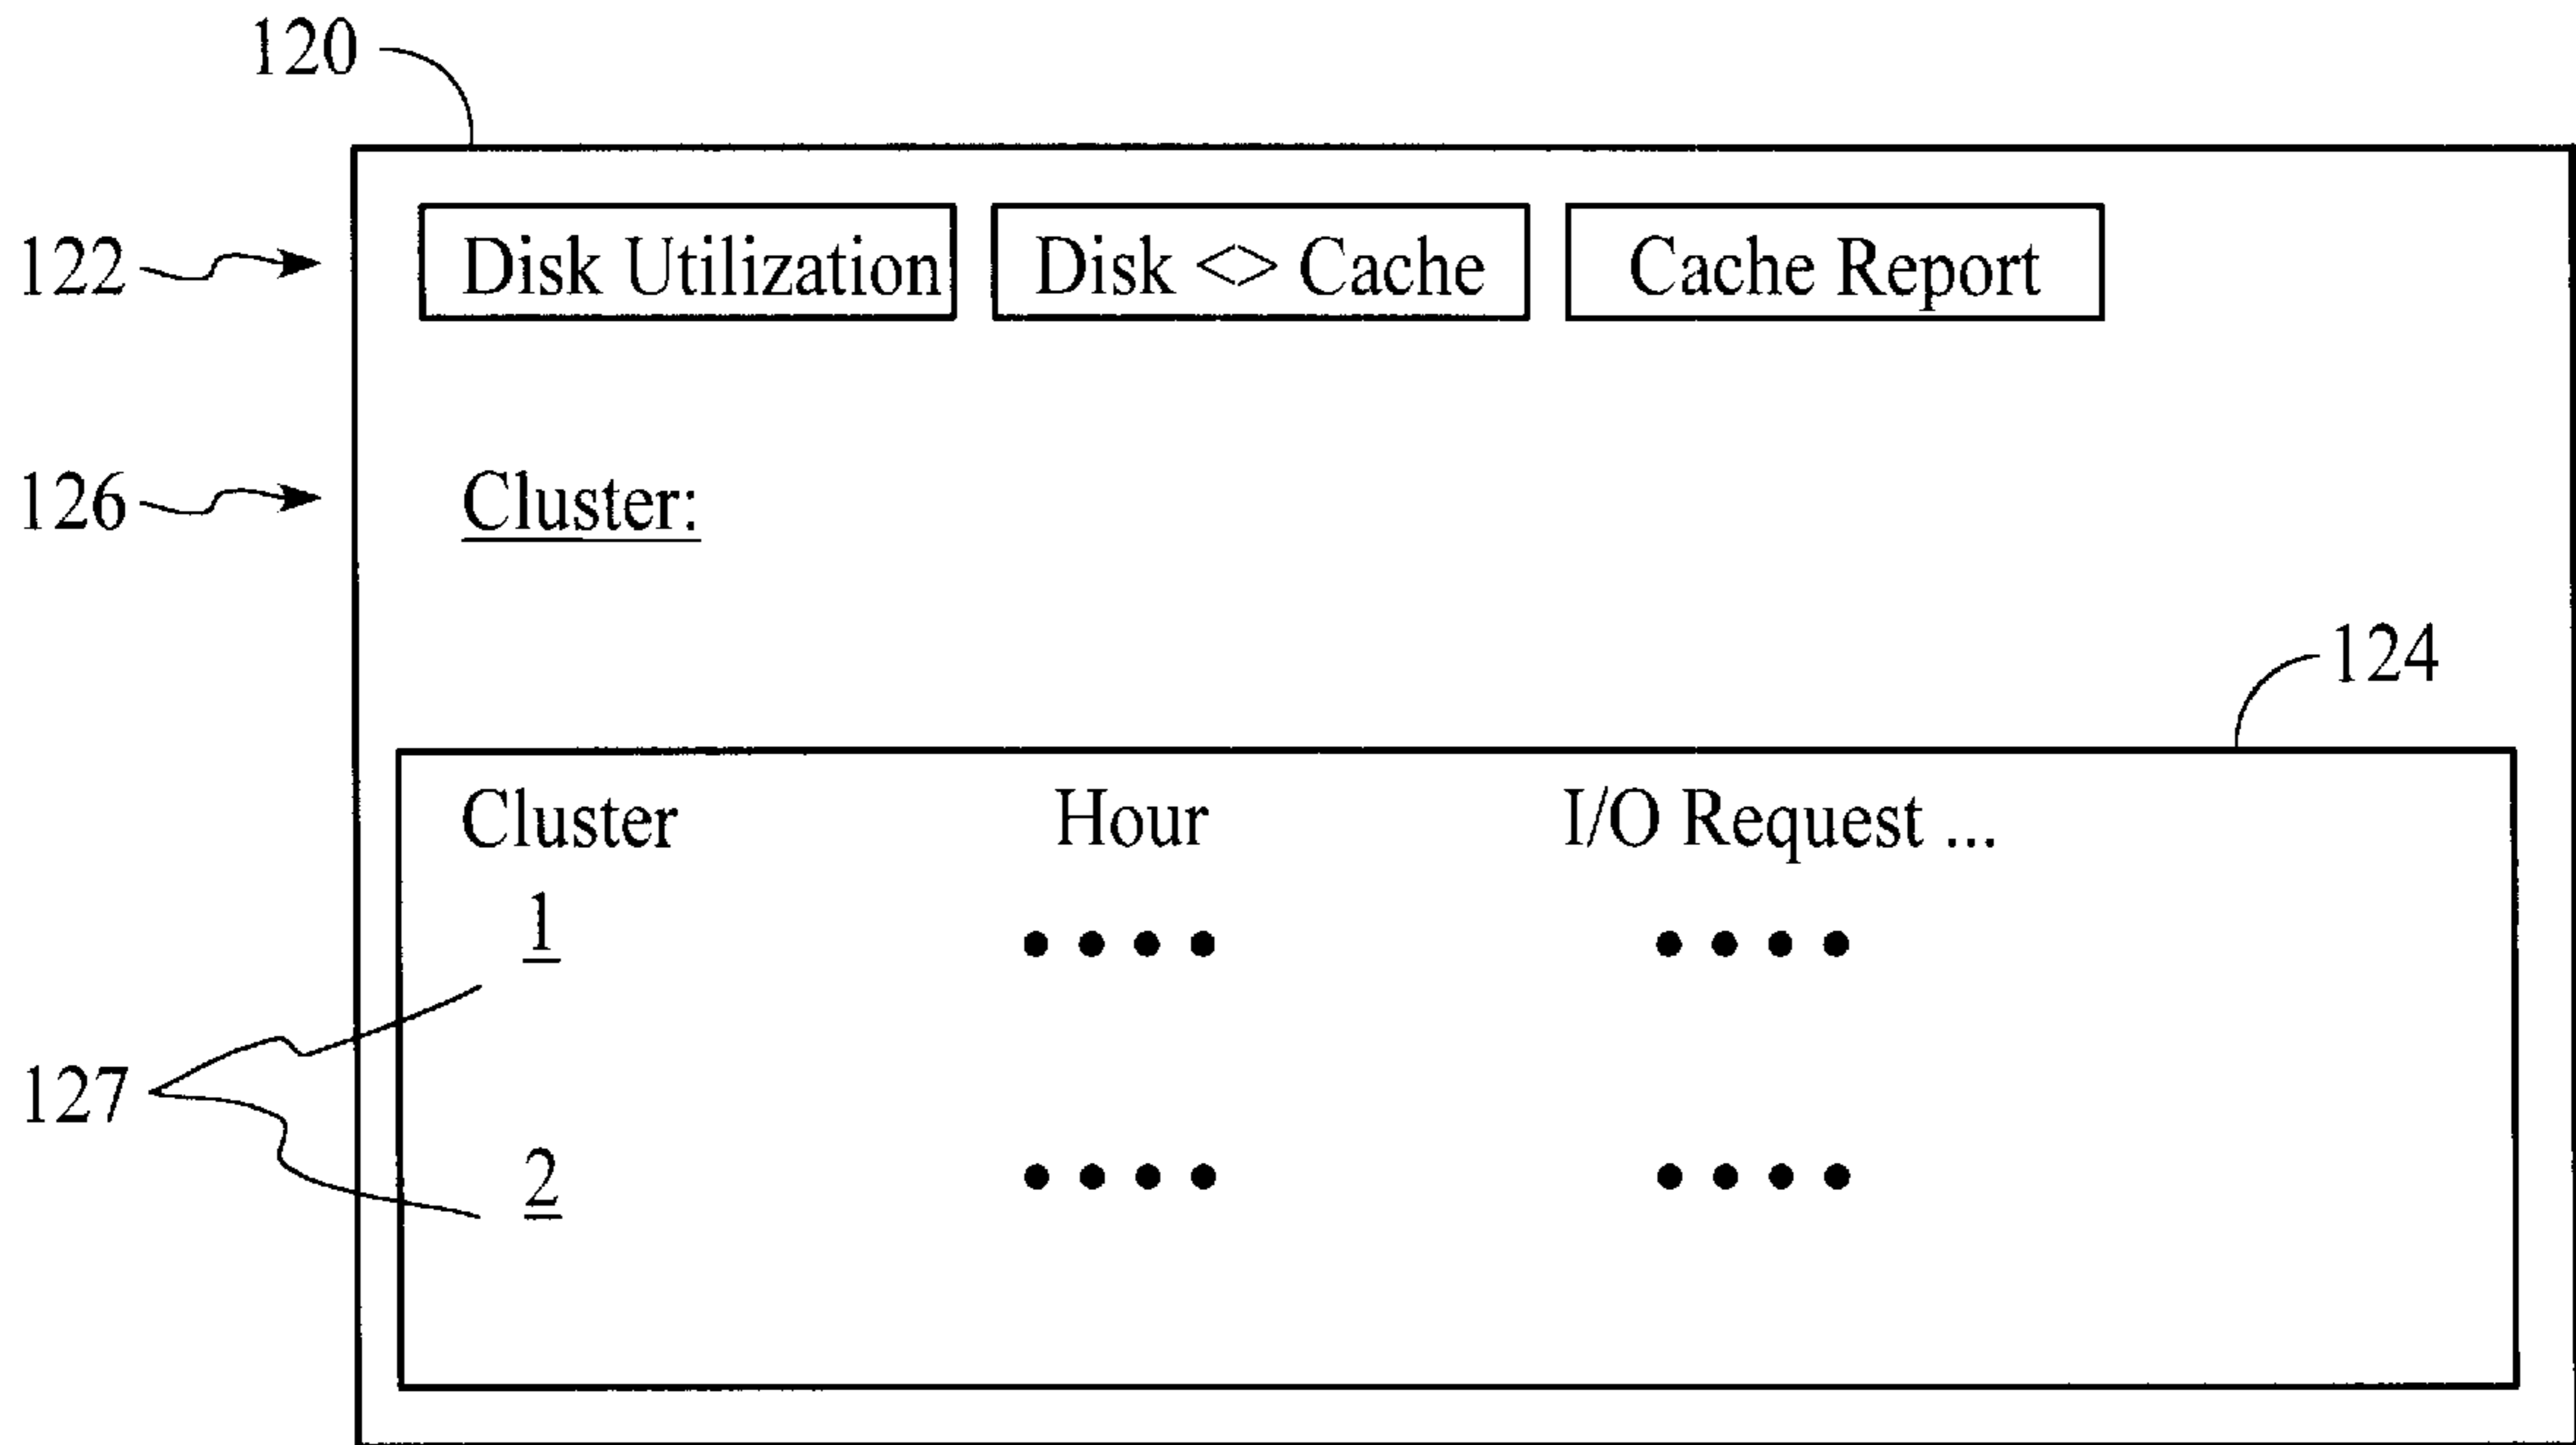 120
122 Disk Utilization Disk <> Cache Cache Report
126 Cluster:
124
Cluster Hour I/O Request ...
1 • • • • • • • •
127
2 • • • • • • • •